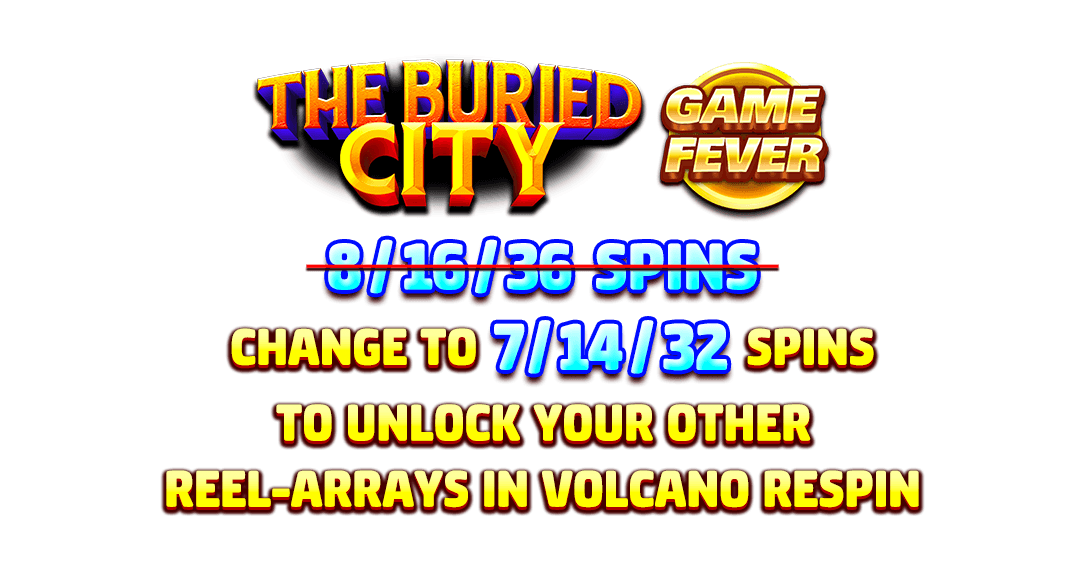 THE BURIED
CITY
GAME
FEVER
8/16/36 SPINS
CHANGE TO 7/14/32 SPINS
TO UNLOCK YOUR OTHER
REEL-ARRAYS IN VOLCANO RESPIN